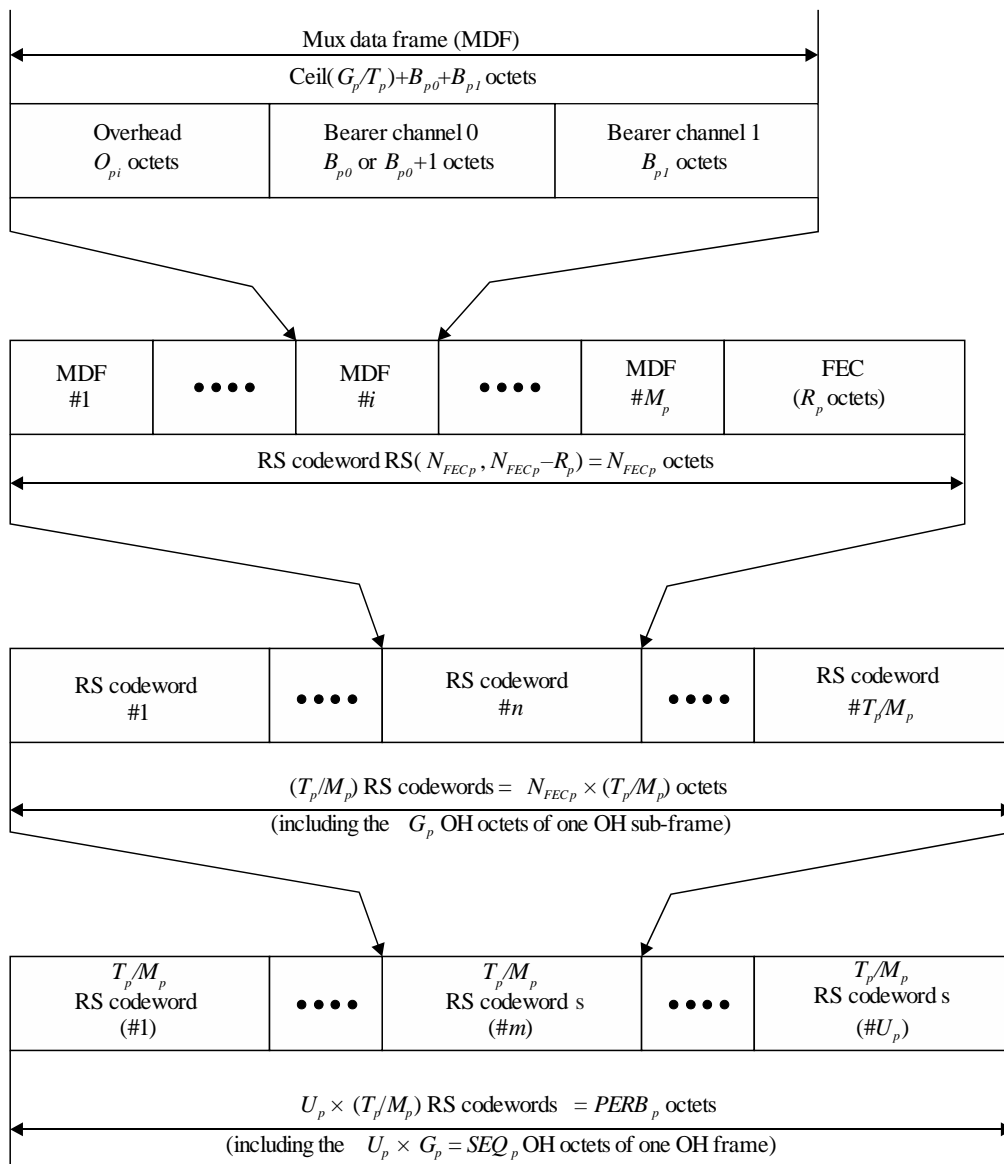 Mux data frame (MDF)
Ceil(G_p/T_p)+B_p0+B_p1 octets
Overhead
O_pi octets
Bearer channel 0
B_p0 or B_p0+1 octets
Bearer channel 1
B_p1 octets
MDF
#1
••••
MDF
#i
••••
MDF
#M_p
FEC
(R_p octets)
RS codeword RS( N_FECp, N_FECp–R_p) = N_FECp octets
RS codeword
#1
••••
RS codeword
#n
••••
RS codeword
#T_p/M_p
(T_p/M_p) RS codewords = N_FECp × (T_p/M_p) octets
(including the G_p OH octets of one OH sub-frame)
T_p/M_p
RS codeword
(#1)
••••
T_p/M_p
RS codeword s
(#m)
••••
T_p/M_p
RS codeword s
(#U_p)
U_p × (T_p/M_p) RS codewords = PERB_p octets
(including the U_p × G_p = SEQ_p OH octets of one OH frame)